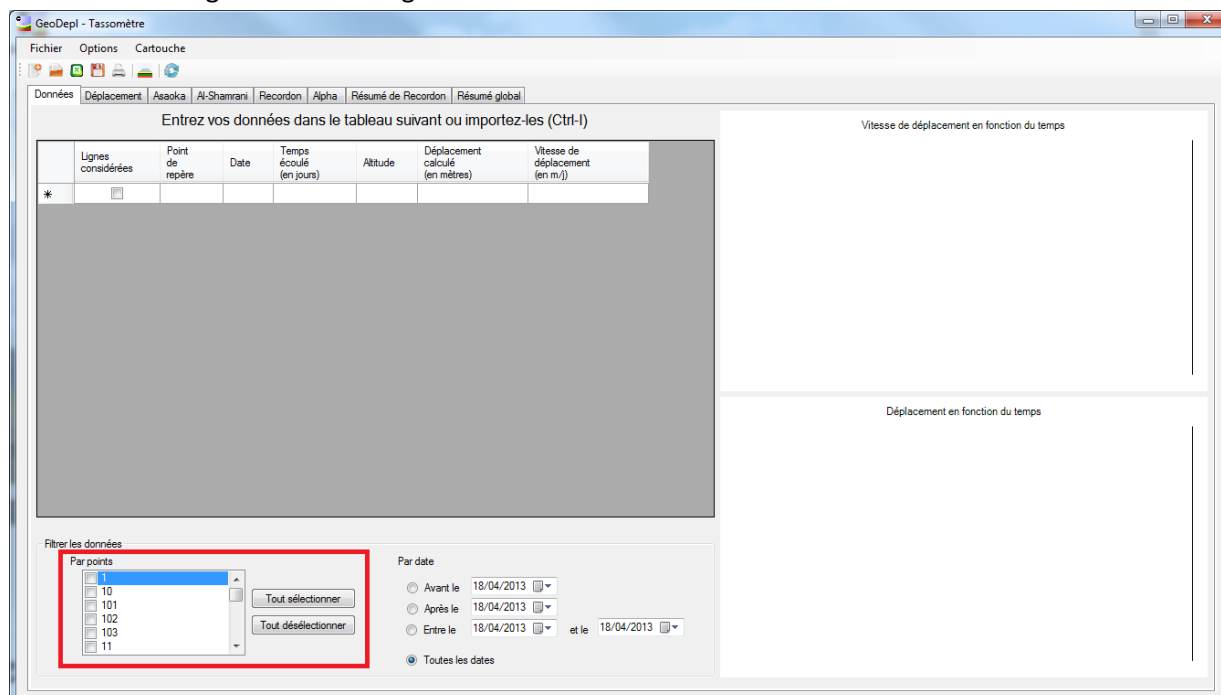 GeoDepl - Tassomètre
Fichier Options Cartouche
Données Déplacement Asaoka Al-Shamrani Recordon Alpha Résumé de Recordon Résumé global
Entrez vos données dans le tableau suivant ou importez-les (Ctrl-I)
Lignes considérées
Point de repère
Date
Temps écoulé (en jours)
Altitude
Déplacement calculé (en mètres)
Vitesse de déplacement (en m/j)
Vitesse de déplacement en fonction du temps
Déplacement en fonction du temps
Filtrer les données
Par points
1
10
101
102
103
11
Tout sélectionner
Tout désélectionner
Par date
Avant le 18/04/2013
Après le 18/04/2013
Entre le 18/04/2013 et le 18/04/2013
Toutes les dates